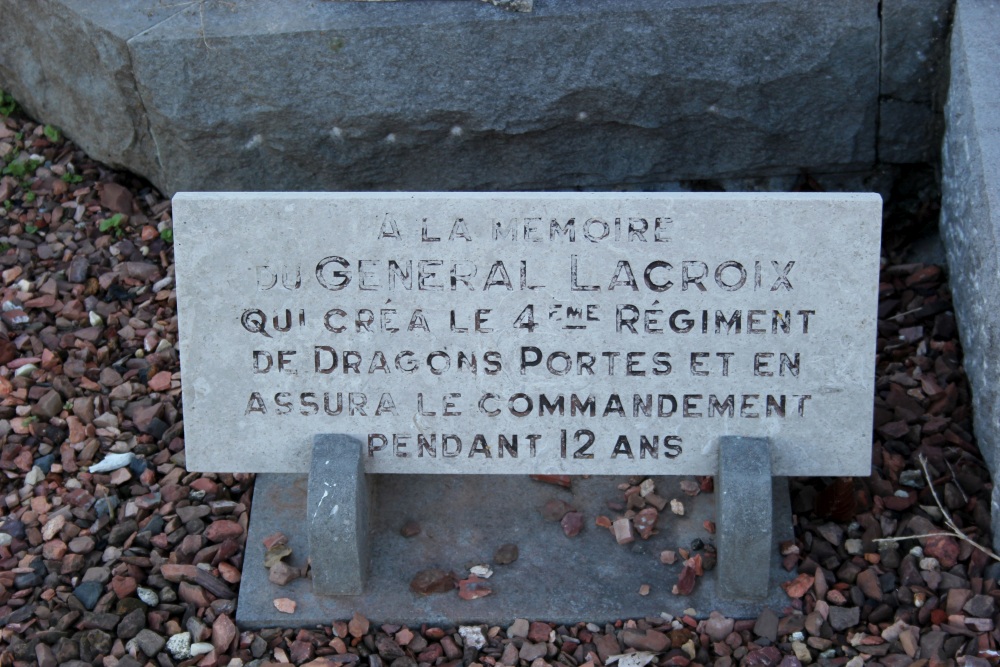 À LA MEMOIRE
DU GENERAL LACROIX
QUI CRÉA LE 4ÈME RÉGIMENT
DE DRAGONS PORTES ET EN
ASSURA LE COMMANDEMENT
PENDANT 12 ANS